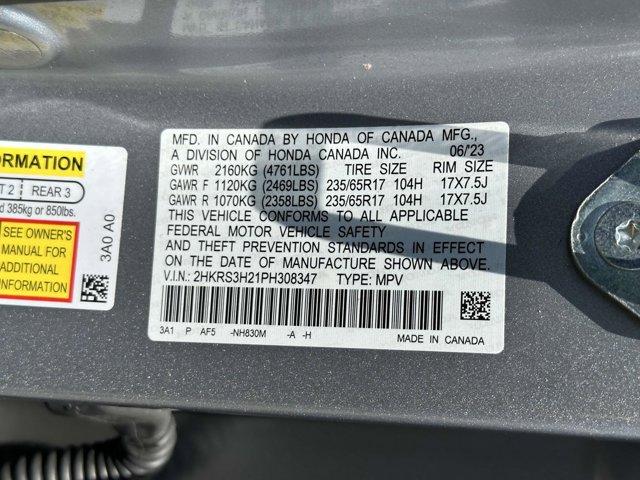 ORMATION
T 2 REAR 3
d 385kg or 850lbs.
SEE OWNER'S
MANUAL FOR
ADDITIONAL
INFORMATION
3A0 A0
MFD. IN CANADA BY HONDA OF CANADA MFG.,
A DIVISION OF HONDA CANADA INC. 06/23
GVWR 2160KG (4761LBS) TIRE SIZE RIM SIZE
GAWR F 1120KG (2469LBS) 235/65R17 104H 17X7.5J
GAWR R 1070KG (2358LBS) 235/65R17 104H 17X7.5J
THIS VEHICLE CONFORMS TO ALL APPLICABLE
FEDERAL MOTOR VEHICLE SAFETY
AND THEFT PREVENTION STANDARDS IN EFFECT
ON THE DATE OF MANUFACTURE SHOWN ABOVE.
V.I.N.: 2HKRS3H21PH308347 TYPE: MPV
3A1 P AF5 -NH830M -A -H
MADE IN CANADA